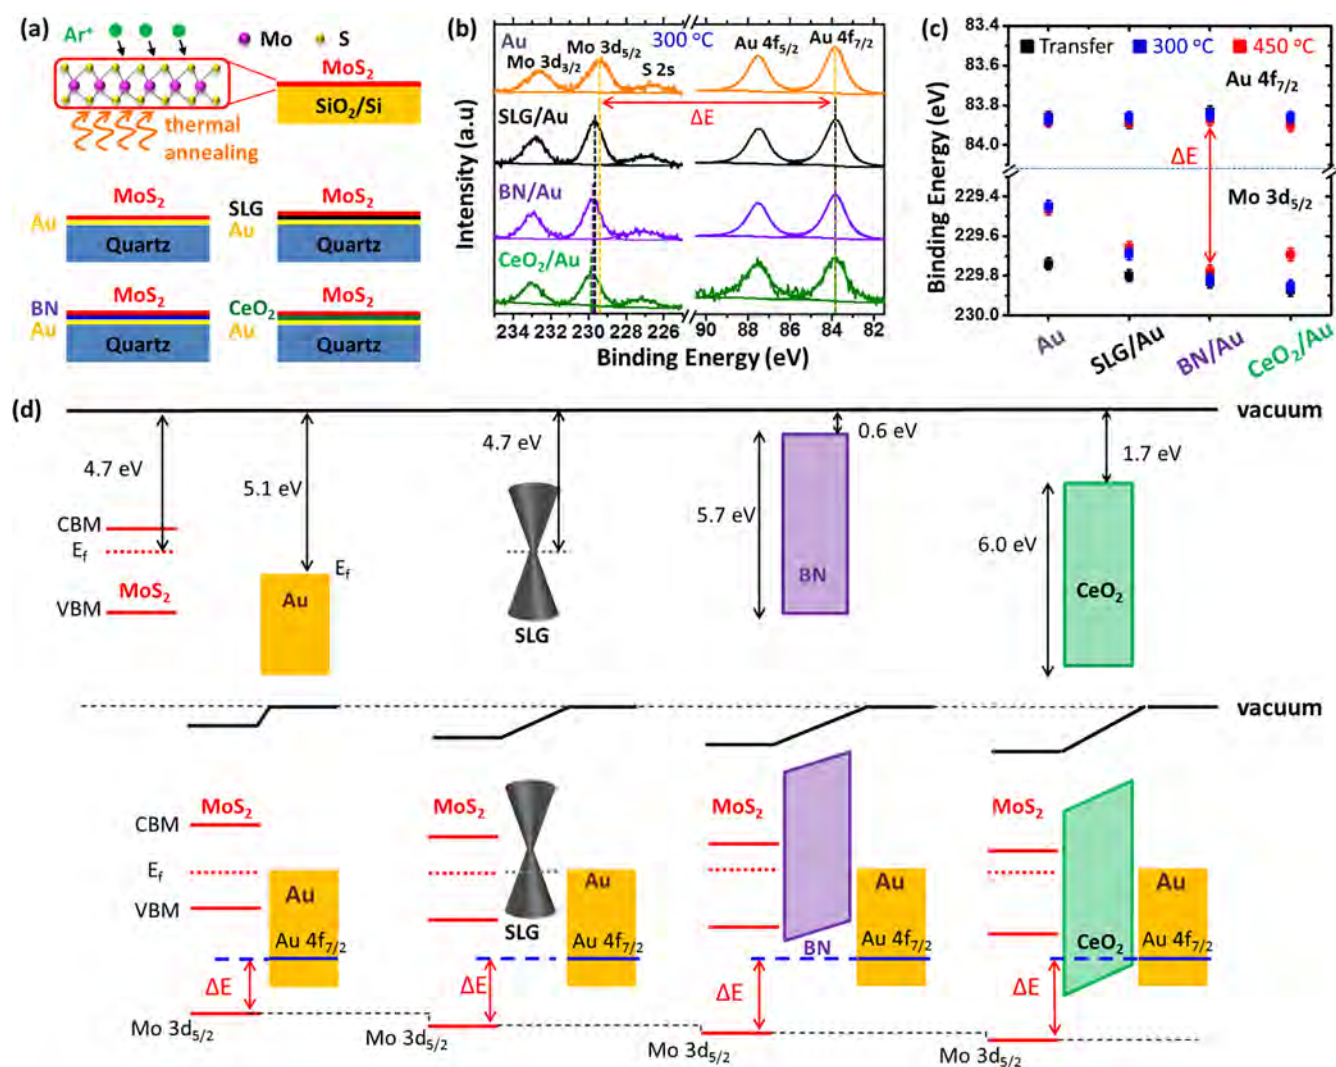 (a)
Ar⁺
Mo
S
MoS₂
SiO₂/Si
thermal
annealing
MoS₂
Au
Quartz
MoS₂
SLG
Au
Quartz
MoS₂
BN
Au
Quartz
MoS₂
CeO₂
Au
Quartz
(b)
Au
300 °C
Mo 3d₃/₂
Mo 3d₅/₂
S 2s
Au 4f₅/₂
Au 4f₇/₂
ΔE
SLG/Au
BN/Au
CeO₂/Au
Intensity (a.u)
234 232 230 228 226 90 88 86 84 82
Binding Energy (eV)
(c)
Transfer 300 °C 450 °C
Au 4f₇/₂
ΔE
Mo 3d₅/₂
Binding Energy (eV)
83.4
83.6
83.8
84.0
229.4
229.6
229.8
230.0
Au
SLG/Au
BN/Au
CeO₂/Au
(d)
vacuum
4.7 eV
5.1 eV
4.7 eV
0.6 eV
1.7 eV
CBM
E_f
VBM
MoS₂
E_f
Au
SLG
5.7 eV
BN
6.0 eV
CeO₂
vacuum
MoS₂
CBM
E_f
VBM
Au
Au 4f₇/₂
ΔE
Mo 3d₅/₂
MoS₂
SLG
Au
Au 4f₇/₂
ΔE
Mo 3d₅/₂
MoS₂
BN
Au
Au 4f₇/₂
ΔE
Mo 3d₅/₂
MoS₂
CeO₂
Au
Au 4f₇/₂
ΔE
Mo 3d₅/₂